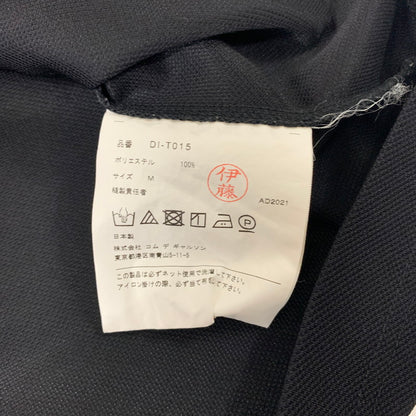 品番 DI-T015
ポリエステル 100%
サイズ M
縫製責任者
伊藤
AD2021
日本製
株式会社 コム デ ギャルソン
東京都港区南青山5-11-5
この製品は必ずネット使用で洗濯して下さい。
アイロン掛けの際、必ず当て布を して下さい。